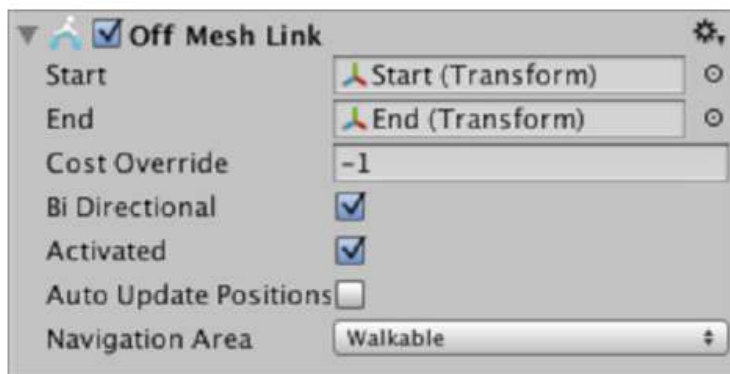 Off Mesh Link
Start Start (Transform)
End End (Transform)
Cost Override -1
Bi Directional
Activated
Auto Update Positions
Navigation Area Walkable